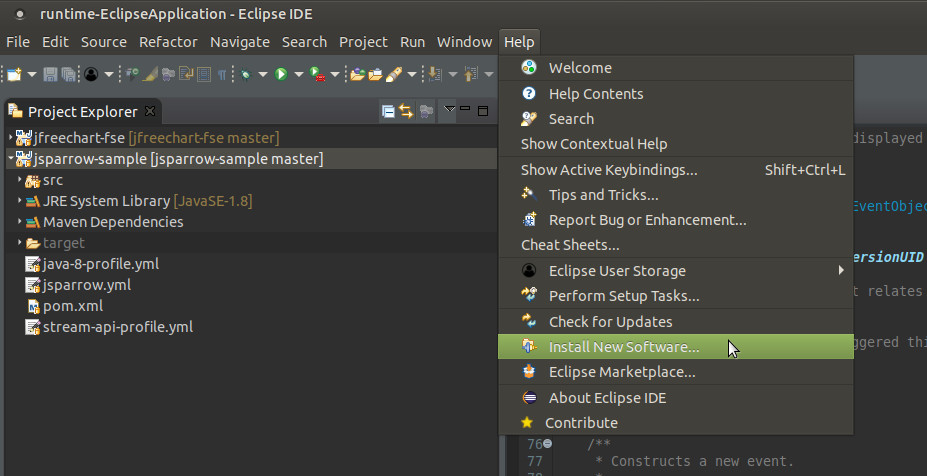 runtime-EclipseApplication - Eclipse IDE
File Edit Source Refactor Navigate Search Project Run Window Help
Project Explorer
jfreechart-fse [jfreechart-fse master]
jsparrow-sample [jsparrow-sample master]
src
JRE System Library [JavaSE-1.8]
Maven Dependencies
target
java-8-profile.yml
jsparrow.yml
pom.xml
stream-api-profile.yml
Welcome
Help Contents
Search
Show Contextual Help
Show Active Keybindings... Shift+Ctrl+L
Tips and Tricks...
Report Bug or Enhancement...
Cheat Sheets...
Eclipse User Storage
Perform Setup Tasks...
Check for Updates
Install New Software...
Eclipse Marketplace...
About Eclipse IDE
Contribute
displayed
EventObjec
ersionUID
t relates
ggered thi
76 /**
77 * Constructs a new event.
78 *